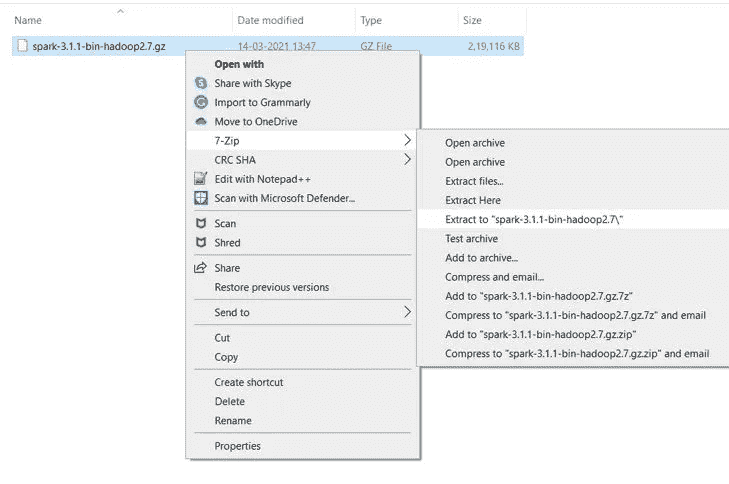 Name Date modified Type Size
spark-3.1.1-bin-hadoop2.7.gz 14-03-2021 13:47 GZ File 2,19,116 KB
Open with
Share with Skype
Import to Grammarly
Move to OneDrive
7-Zip
CRC SHA
Edit with Notepad++
Scan with Microsoft Defender...
Scan
Shred
Share
Restore previous versions
Send to
Cut
Copy
Create shortcut
Delete
Rename
Properties
Open archive
Open archive
Extract files...
Extract Here
Extract to "spark-3.1.1-bin-hadoop2.7\"
Test archive
Add to archive...
Compress and email...
Add to "spark-3.1.1-bin-hadoop2.7.gz.7z"
Compress to "spark-3.1.1-bin-hadoop2.7.gz.7z" and email
Add to "spark-3.1.1-bin-hadoop2.7.gz.zip"
Compress to "spark-3.1.1-bin-hadoop2.7.gz.zip" and email